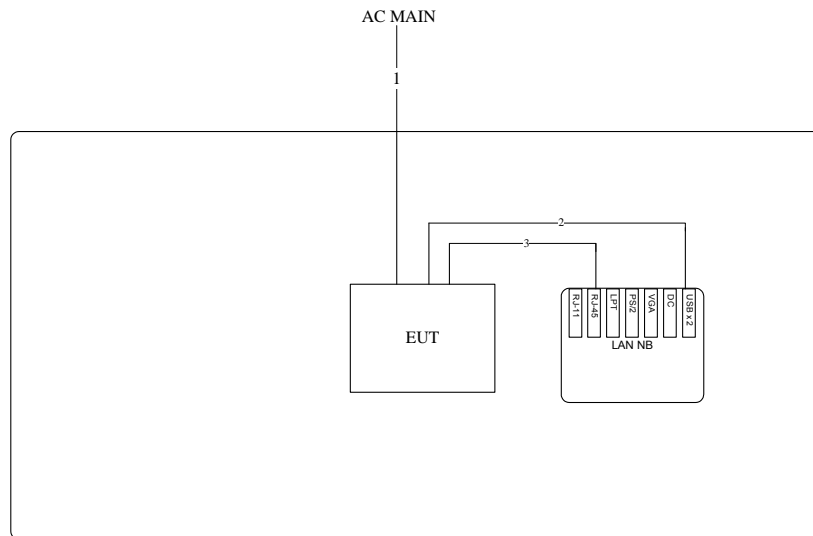 AC MAIN
1
2
3
EUT
RJ-11
RJ-45
LPT
PS/2
VGA
DC
USB x 2
LAN NB